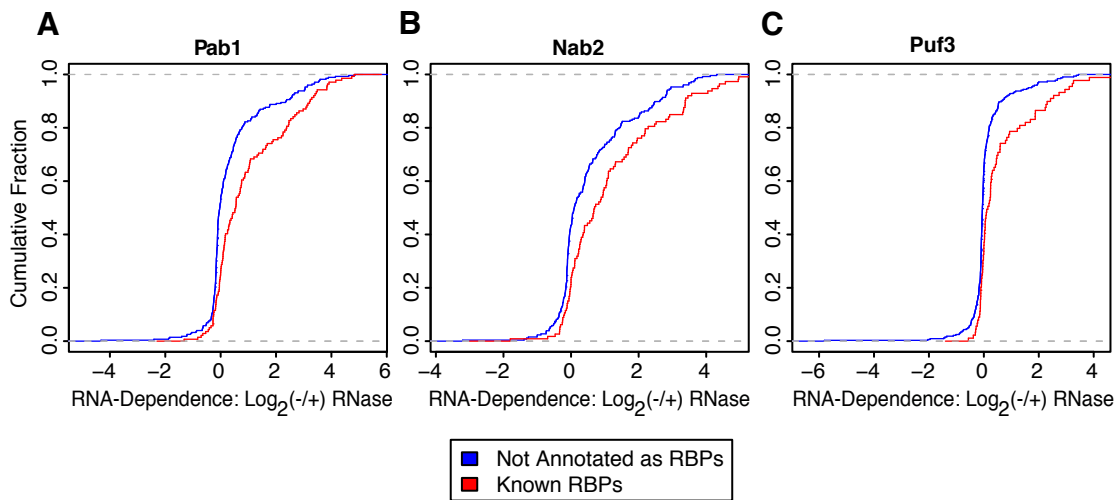 A
B
C
Pab1
Nab2
Puf3
Cumulative Fraction
0.0 0.2 0.4 0.6 0.8 1.0
0.0 0.2 0.4 0.6 0.8 1.0
0.0 0.2 0.4 0.6 0.8 1.0
−4 −2 0 2 4 6
−4 −2 0 2 4
−6 −4 −2 0 2 4
RNA-Dependence: Log2(-/+) RNase
RNA-Dependence: Log2(-/+) RNase
RNA-Dependence: Log2(-/+) RNase
Not Annotated as RBPs
Known RBPs